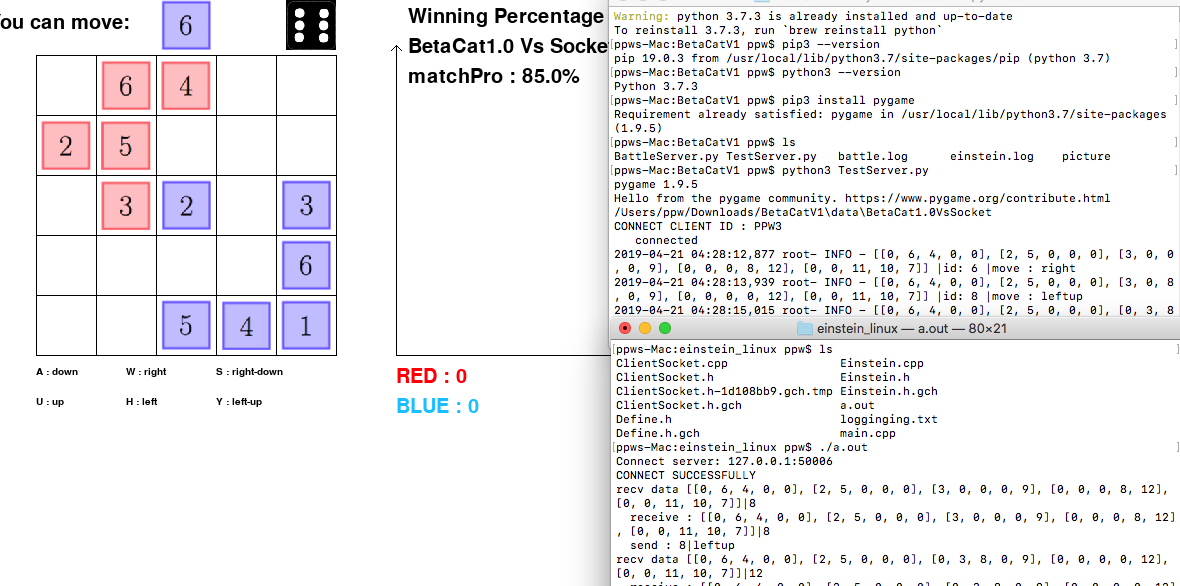 ou can move:
6
6 4
2 5
3 2 3
6
5 4 1
A : down W : right S : right-down
U : up H : left Y : left-up
Winning Percentage
BetaCat1.0 Vs Socke
matchPro : 85.0%
RED : 0
BLUE : 0
Warning: python 3.7.3 is already installed and up-to-date
To reinstall 3.7.3, run `brew reinstall python`
[ppws-Mac:BetaCatV1 ppw$ pip3 --version ]
pip 19.0.3 from /usr/local/lib/python3.7/site-packages/pip (python 3.7)
[ppws-Mac:BetaCatV1 ppw$ python3 --version ]
Python 3.7.3
[ppws-Mac:BetaCatV1 ppw$ pip3 install pygame ]
Requirement already satisfied: pygame in /usr/local/lib/python3.7/site-packages
(1.9.5)
[ppws-Mac:BetaCatV1 ppw$ ls ]
BattleServer.py TestServer.py battle.log einstein.log picture
[ppws-Mac:BetaCatV1 ppw$ python3 TestServer.py ]
pygame 1.9.5
Hello from the pygame community. https://www.pygame.org/contribute.html
/Users/ppw/Downloads/BetaCatV1\data\BetaCat1.0VsSocket
CONNECT CLIENT ID : PPW3
connected
2019-04-21 04:28:12,877 root- INFO - [[0, 6, 4, 0, 0], [2, 5, 0, 0, 0], [3, 0, 0
, 0, 9], [0, 0, 0, 8, 12], [0, 0, 11, 10, 7]] |id: 6 |move : right
2019-04-21 04:28:13,939 root- INFO - [[0, 6, 4, 0, 0], [2, 5, 0, 0, 0], [3, 0, 8
, 0, 9], [0, 0, 0, 0, 12], [0, 0, 11, 10, 7]] |id: 8 |move : leftup
2019-04-21 04:28:15,015 root- INFO - [[0, 6, 4, 0, 0], [2, 5, 0, 0, 0], [0, 3, 8
einstein_linux — a.out — 80×21
[ppws-Mac:einstein_linux ppw$ ls ]
ClientSocket.cpp Einstein.cpp
ClientSocket.h Einstein.h
ClientSocket.h-1d108bb9.gch.tmp Einstein.h.gch
ClientSocket.h.gch a.out
Define.h logginging.txt
Define.h.gch main.cpp
[ppws-Mac:einstein_linux ppw$ ./a.out ]
Connect server: 127.0.0.1:50006
CONNECT SUCCESSFULLY
recv data [[0, 6, 4, 0, 0], [2, 5, 0, 0, 0], [3, 0, 0, 0, 9], [0, 0, 0, 8, 12],
[0, 0, 11, 10, 7]]|8
receive : [[0, 6, 4, 0, 0], [2, 5, 0, 0, 0], [3, 0, 0, 0, 9], [0, 0, 0, 8, 12]
, [0, 0, 11, 10, 7]]|8
send : 8|leftup
recv data [[0, 6, 4, 0, 0], [2, 5, 0, 0, 0], [0, 3, 8, 0, 9], [0, 0, 0, 0, 12],
[0, 0, 11, 10, 7]]|12